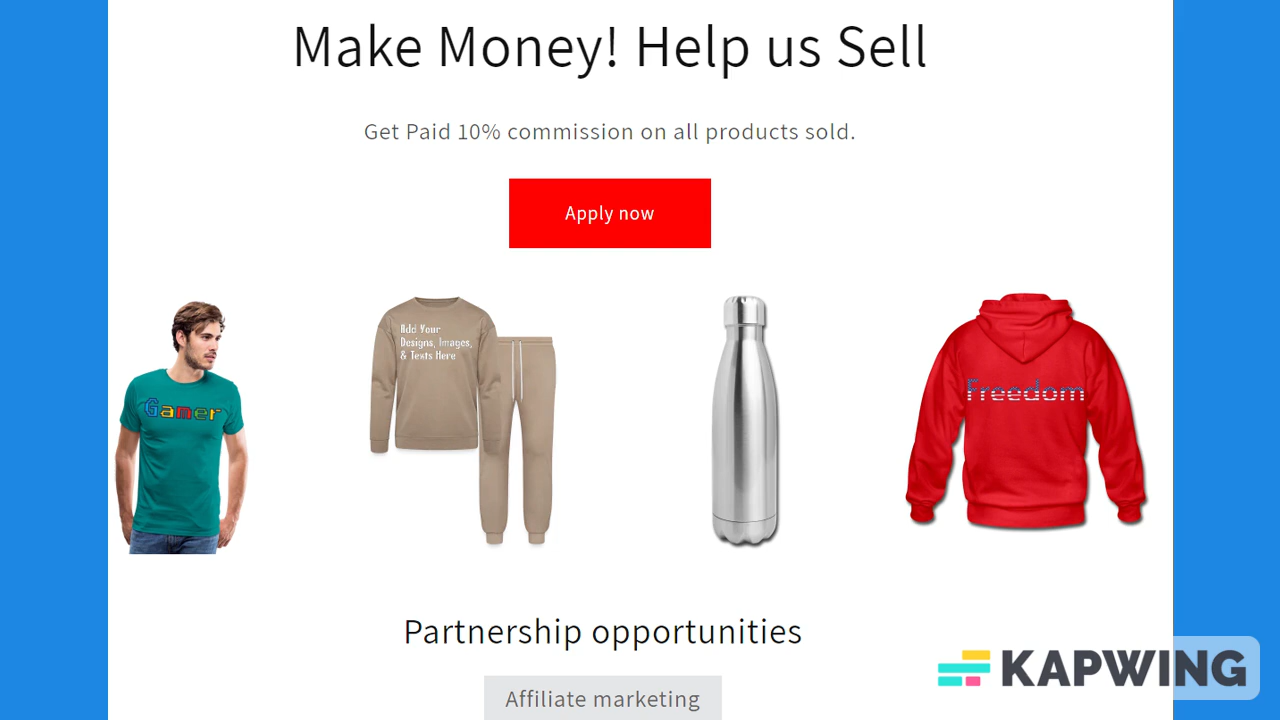 Make Money! Help us Sell
Get Paid 10% commission on all products sold.
Apply now
Gamer
Add Your
Designs, Images,
& Texts Here
Freedom
Partnership opportunities
Affiliate marketing
KAPWING